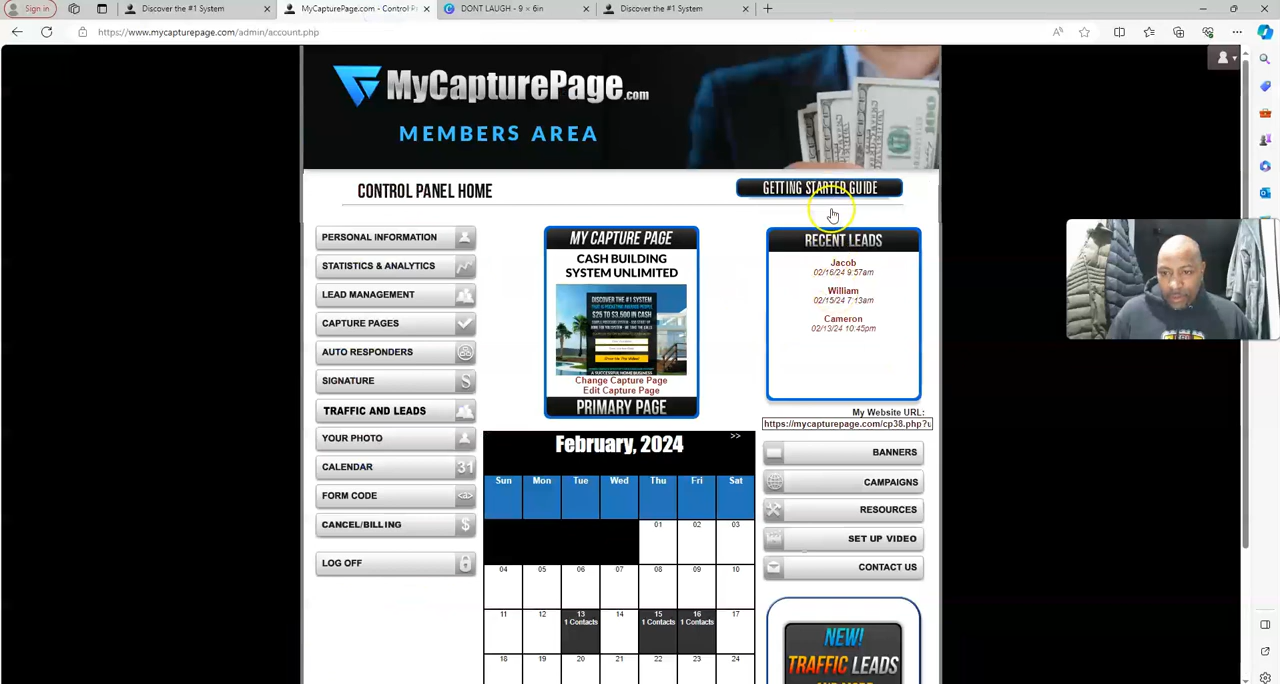 Sign in
Discover the #1 System
MyCapturePage.com - Control P
DONT LAUGH - 9 × 6in
Discover the #1 System
https://www.mycapturepage.com/admin/account.php
MyCapturePage.com
MEMBERS AREA
CONTROL PANEL HOME
GETTING STARTED GUIDE
PERSONAL INFORMATION
STATISTICS & ANALYTICS
LEAD MANAGEMENT
CAPTURE PAGES
AUTO RESPONDERS
SIGNATURE
TRAFFIC AND LEADS
YOUR PHOTO
CALENDAR 31
FORM CODE
CANCEL/BILLING
LOG OFF
MY CAPTURE PAGE
CASH BUILDING
SYSTEM UNLIMITED
DISCOVER THE #1 SYSTEM
$25 TO $3,500 IN CASH
Change Capture Page
Edit Capture Page
PRIMARY PAGE
RECENT LEADS
Jacob
02/16/24 9:57am
William
02/15/24 7:13am
Cameron
02/13/24 10:45pm
My Website URL:
https://mycapturepage.com/cp38.php?u
BANNERS
CAMPAIGNS
RESOURCES
SET UP VIDEO
CONTACT US
February, 2024 >>
Sun Mon Tue Wed Thu Fri Sat
01 02 03
04 05 06 07 08 09 10
11 12 13 14 15 16 17
1 Contacts 1 Contacts 1 Contacts
18 19 20 21 22 23 24
NEW!
TRAFFIC LEADS